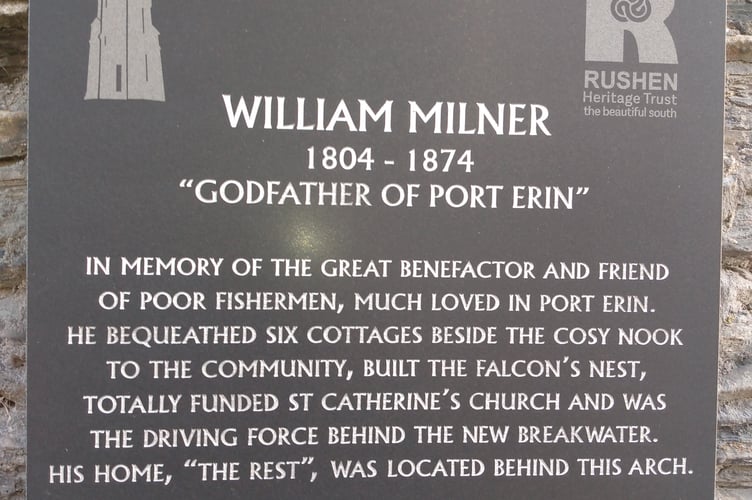 RUSHEN
Heritage Trust
the beautiful south
WILLIAM MILNER
1804 - 1874
“GODFATHER OF PORT ERIN”
IN MEMORY OF THE GREAT BENEFACTOR AND FRIEND
OF POOR FISHERMEN, MUCH LOVED IN PORT ERIN.
HE BEQUEATHED SIX COTTAGES BESIDE THE COSY NOOK
TO THE COMMUNITY, BUILT THE FALCON’S NEST,
TOTALLY FUNDED ST CATHERINE’S CHURCH AND WAS
THE DRIVING FORCE BEHIND THE NEW BREAKWATER.
HIS HOME, “THE REST”, WAS LOCATED BEHIND THIS ARCH.